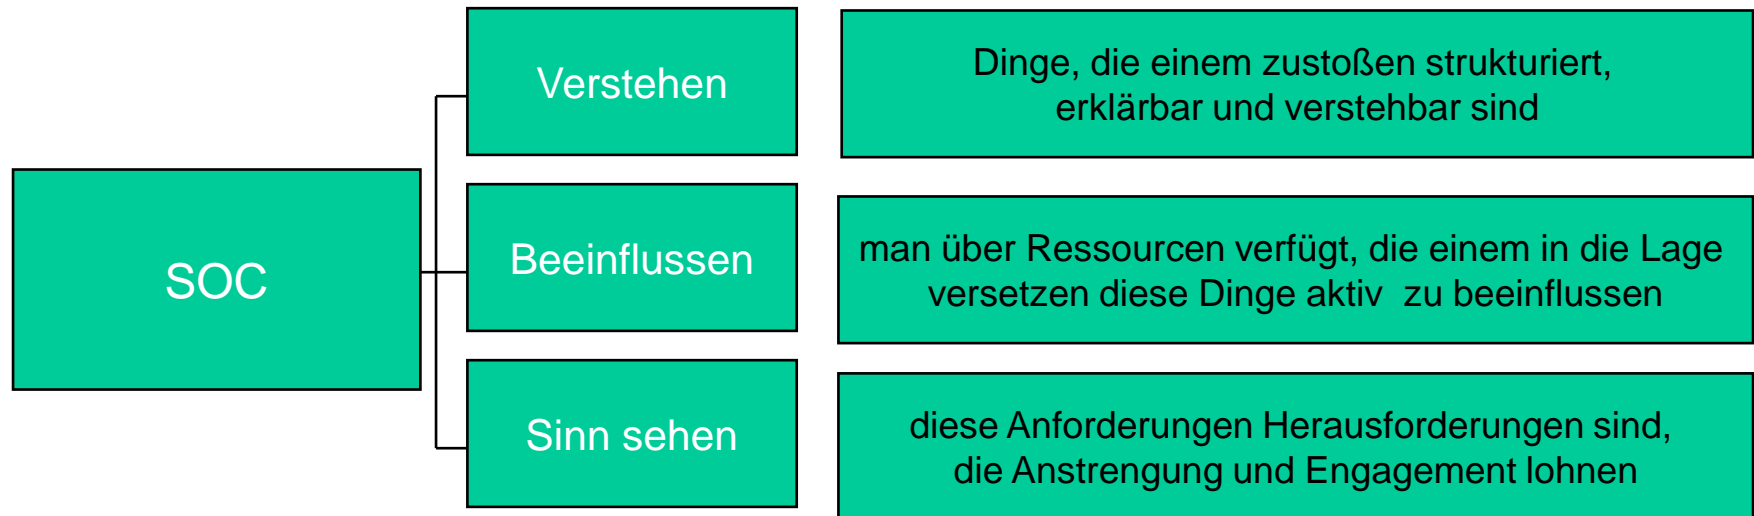 SOC
Verstehen
Dinge, die einem zustoßen strukturiert,
erklärbar und verstehbar sind
Beeinflussen
man über Ressourcen verfügt, die einem in die Lage
versetzen diese Dinge aktiv  zu beeinflussen
Sinn sehen
diese Anforderungen Herausforderungen sind,
die Anstrengung und Engagement lohnen